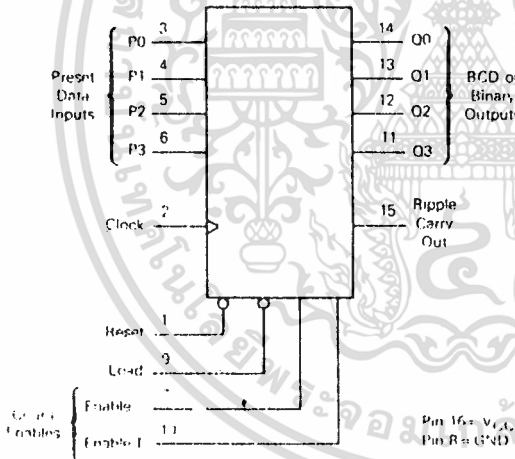 Preset
Data
Inputs
P0 3
P1 4
P2 5
P3 6
Clock 2
Reset 1
Load 9
Enable
Enable
Enables
14 Q0
13 Q1
12 Q2
11 Q3
BCD or
Binary
Outputs
15 Ripple
Carry
Out
Pin 16 = VCC
Pin 8 = GND